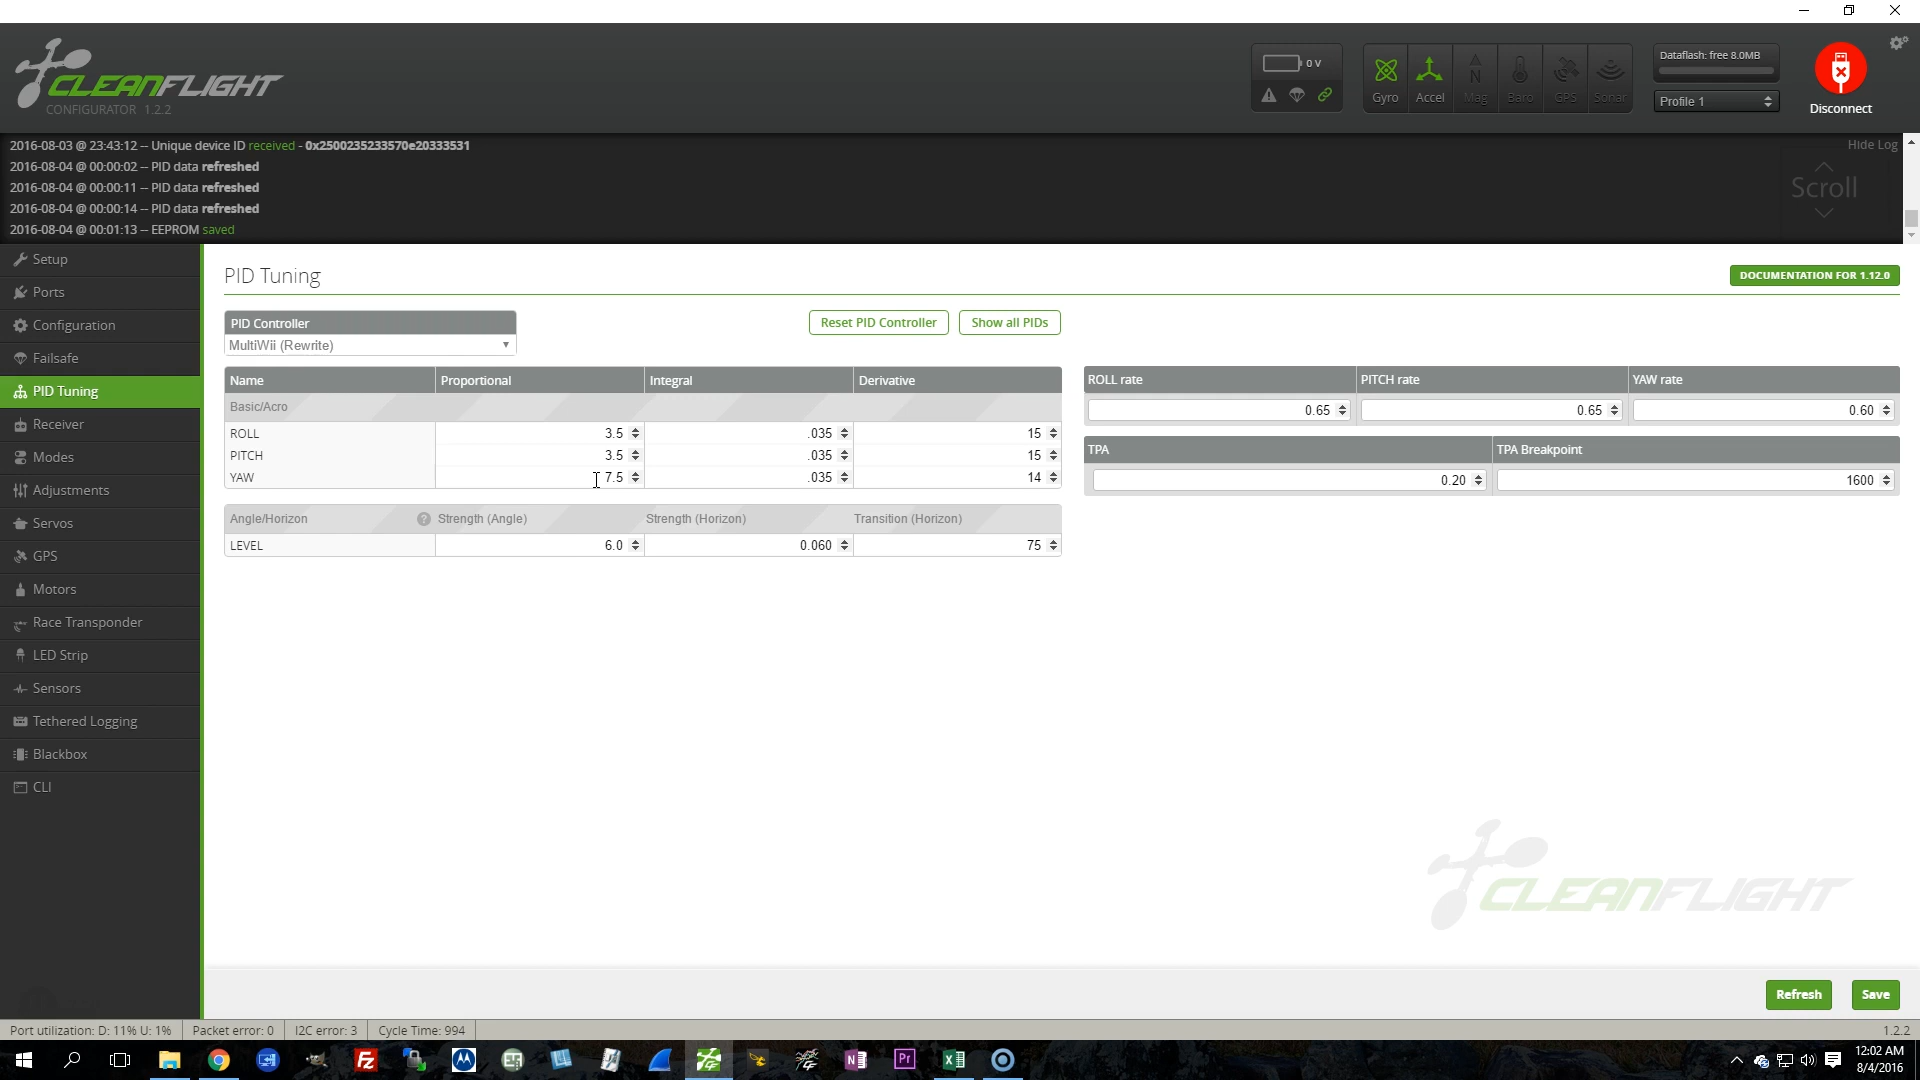 CLEANFLIGHT
CONFIGURATOR 1.2.2
0 V
Gyro
Accel
Mag
Baro
GPS
Sonar
Dataflash: free 8.0MB
Profile 1
Disconnect
2016-08-03 @ 23:43:12 -- Unique device ID received - 0x2500235233570e20333531
2016-08-04 @ 00:00:02 -- PID data refreshed
2016-08-04 @ 00:00:11 -- PID data refreshed
2016-08-04 @ 00:00:14 -- PID data refreshed
2016-08-04 @ 00:01:13 -- EEPROM saved
Hide Log
Scroll
Setup
Ports
Configuration
Failsafe
PID Tuning
Receiver
Modes
Adjustments
Servos
GPS
Motors
Race Transponder
LED Strip
Sensors
Tethered Logging
Blackbox
CLI
PID Tuning
DOCUMENTATION FOR 1.12.0
PID Controller
MultiWii (Rewrite)
Reset PID Controller
Show all PIDs
Name Proportional Integral Derivative
Basic/Acro
ROLL 3.5 .035 15
PITCH 3.5 .035 15
YAW 7.5 .035 14
Angle/Horizon ? Strength (Angle) Strength (Horizon) Transition (Horizon)
LEVEL 6.0 0.060 75
ROLL rate PITCH rate YAW rate
0.65 0.65 0.60
TPA TPA Breakpoint
0.20 1600
CLEANFLIGHT
Refresh
Save
Port utilization: D: 11% U: 1% Packet error: 0 I2C error: 3 Cycle Time: 994 1.2.2
12:02 AM
8/4/2016